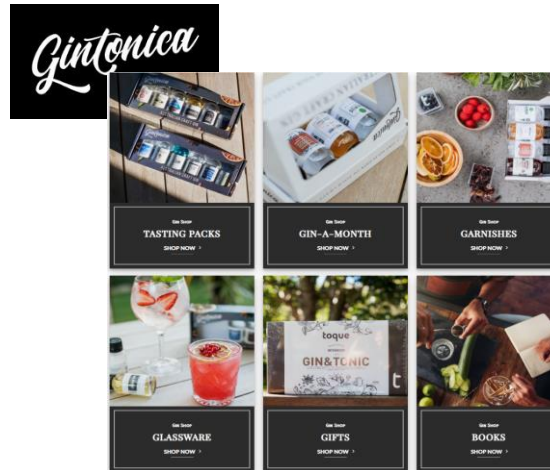 Gintonica
Gintonica
GIN SHOP
TASTING PACKS
SHOP NOW >
GIN SHOP
GIN-A-MONTH
SHOP NOW >
GIN SHOP
GARNISHES
SHOP NOW >
toque
GIN&TONIC
t
GIN SHOP
GLASSWARE
SHOP NOW >
GIN SHOP
GIFTS
SHOP NOW >
GIN SHOP
BOOKS
SHOP NOW >